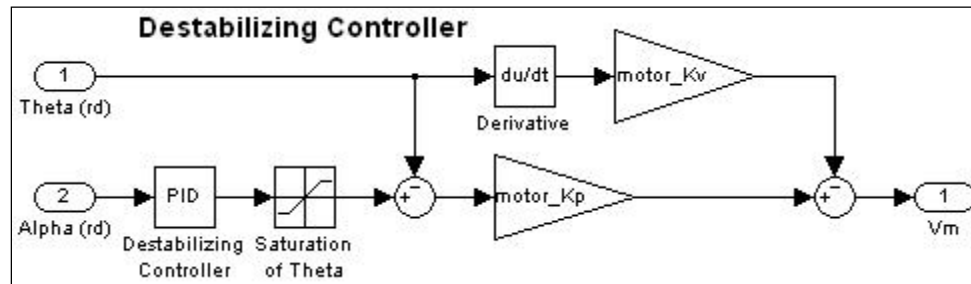 Destabilizing Controller
1
Theta (rd)
du/dt
Derivative
motor_Kv
2
Alpha (rd)
PID
Destabilizing
Controller
Saturation
of Theta
+
−
motor_Kp
+
−
1
Vm